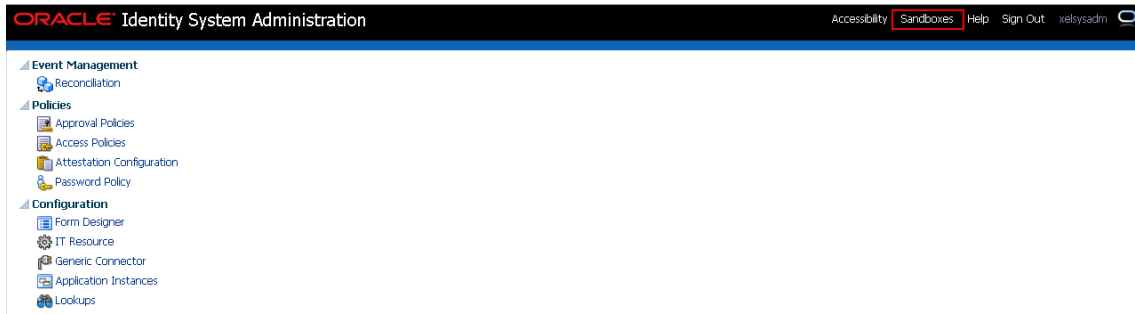 ORACLE Identity System Administration
Accessibility Sandboxes Help Sign Out xelsysadm
Event Management
Reconciliation
Policies
Approval Policies
Access Policies
Attestation Configuration
Password Policy
Configuration
Form Designer
IT Resource
Generic Connector
Application Instances
Lookups